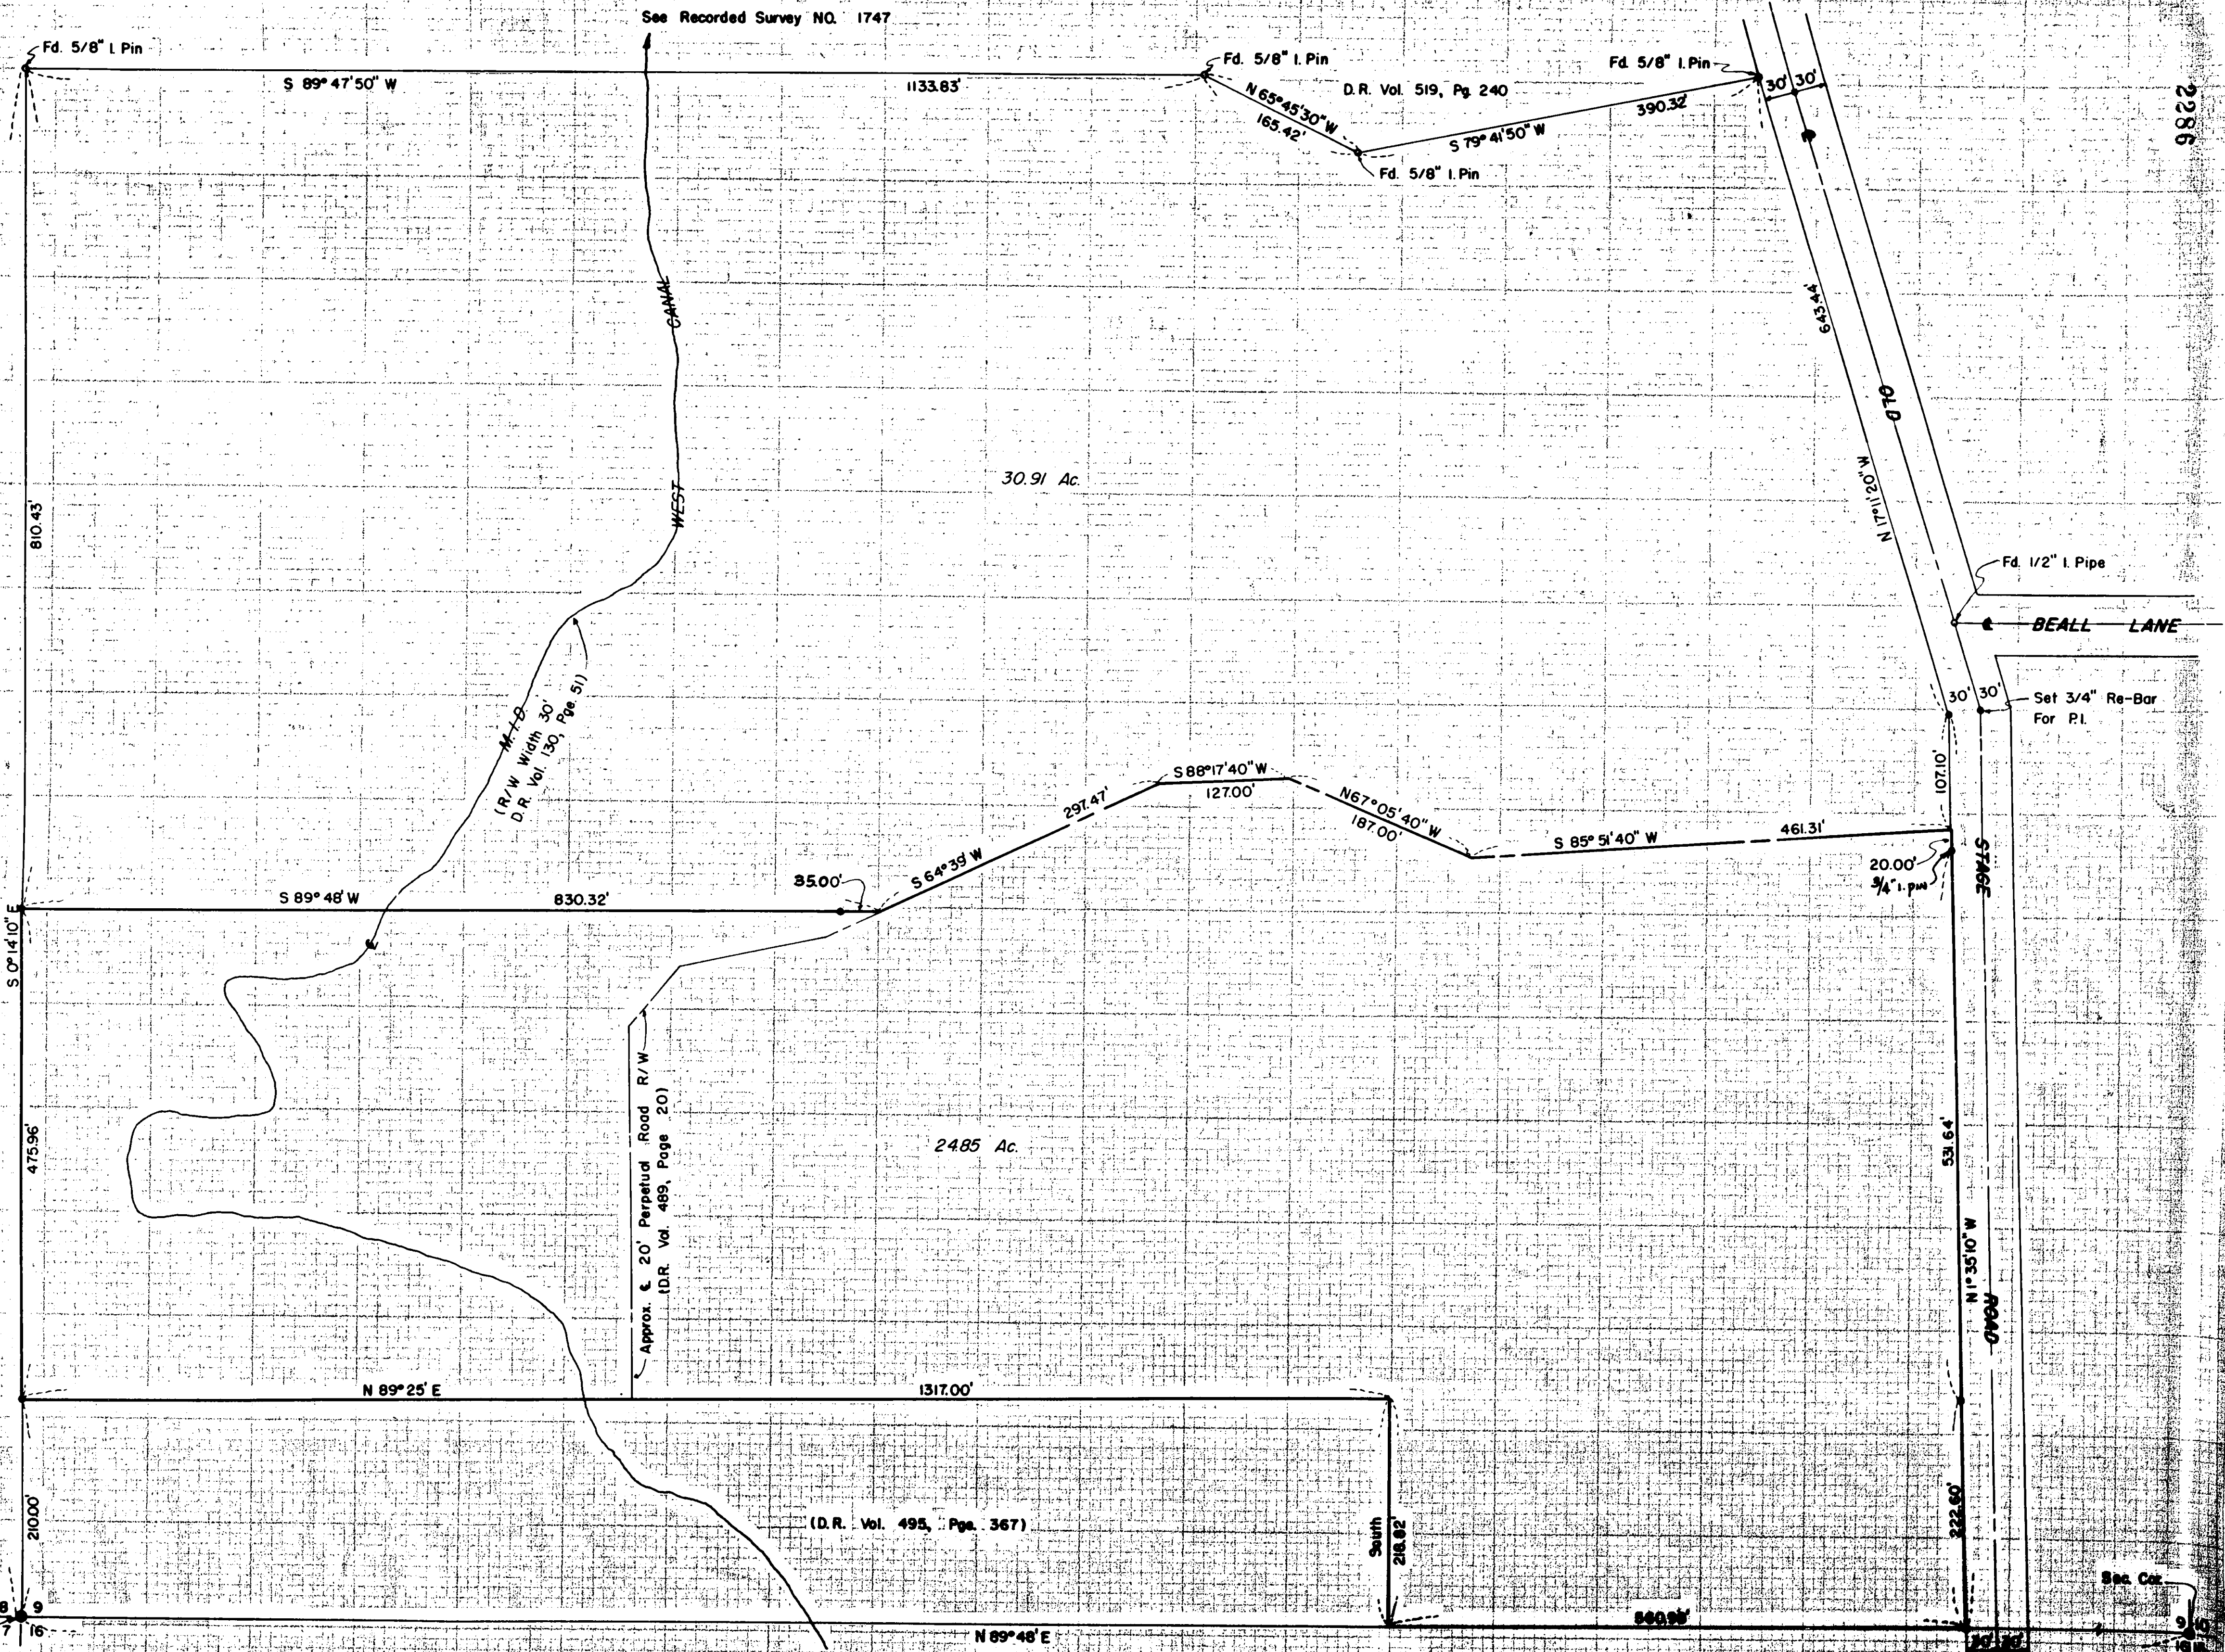 See Recorded Survey NO. 1747
Fd. 5/8" I. Pin
S 89° 47' 50" W
1133.83'
Fd. 5/8" I. Pin
D.R. Vol. 519, Pg. 240
Fd. 5/8" I. Pin
30' 30'
2286
N 65° 45' 30" W
165.42'
S 79° 41' 50" W
390.32'
Fd. 5/8" I. Pin
CANAL
WEST
643.44'
OLD
N 17° 11' 20" W
30.91 Ac.
810.43'
Fd. 1/2" I. Pipe
BEALL LANE
M.I.D.
(R/W Width 30'
D.R. Vol. 130, Pge. 51)
30' 30'
Set 3/4" Re-Bar
For P.I.
107.10'
S 88° 17' 40" W
127.00'
297.47'
S 64° 39' W
N 67° 05' 40" W
187.00'
S 85° 51' 40" W
461.31'
20.00'
3/4" I. pin
STAGE
S 89° 48' W
830.32'
35.00'
S 0° 14' 10" E
475.96'
Approx. ℄ 20' Perpetual Road R/W
(D.R. Vol. 489, Page 20)
24.85 Ac.
531.64'
N 1° 35' 10" W
ROAD
N 89° 25' E
1317.00'
210.00'
(D.R. Vol. 495, Pge. 367)
South
218.82'
222.60'
Sec. Cor.
8 9
16
N 89° 48' E
9 10
30' 30'